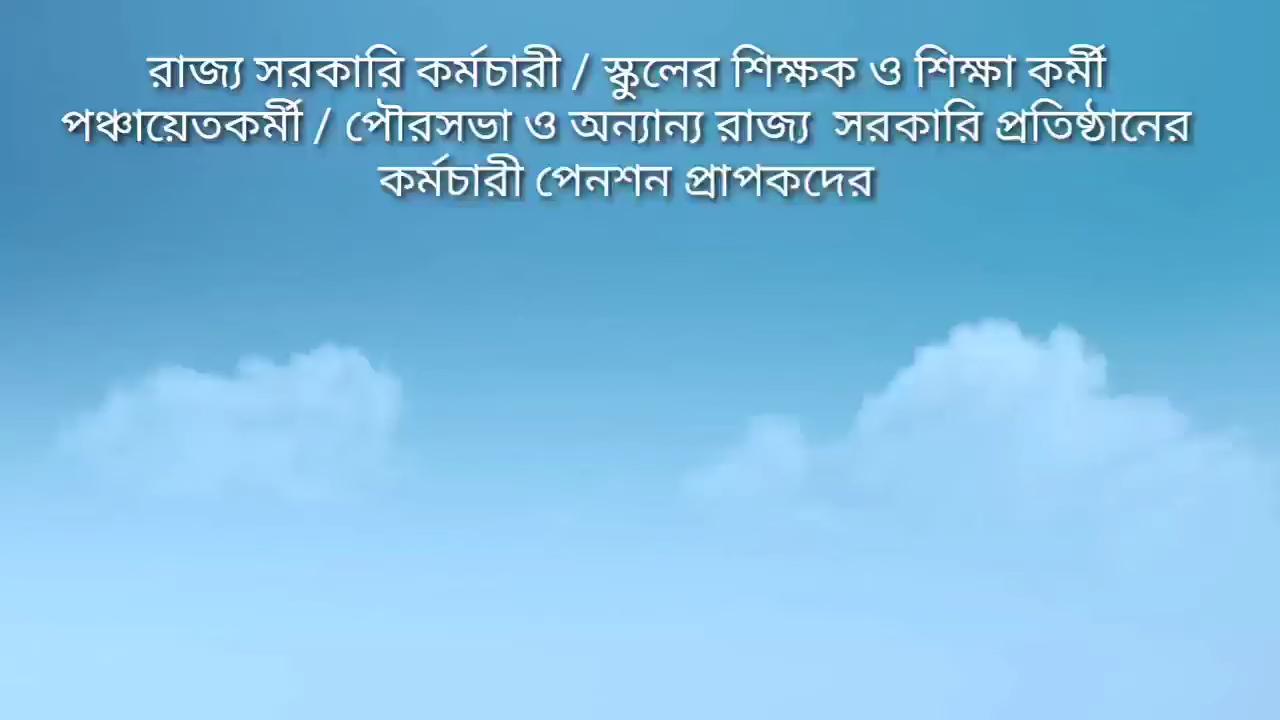 রাজ্য সরকারি কর্মচারী / স্কুলের শিক্ষক ও শিক্ষা কর্মী
পঞ্চায়েতকর্মী / পৌরসভা ও অন্যান্য রাজ্য সরকারি প্রতিষ্ঠানের
কর্মচারী পেনশন প্রাপকদের